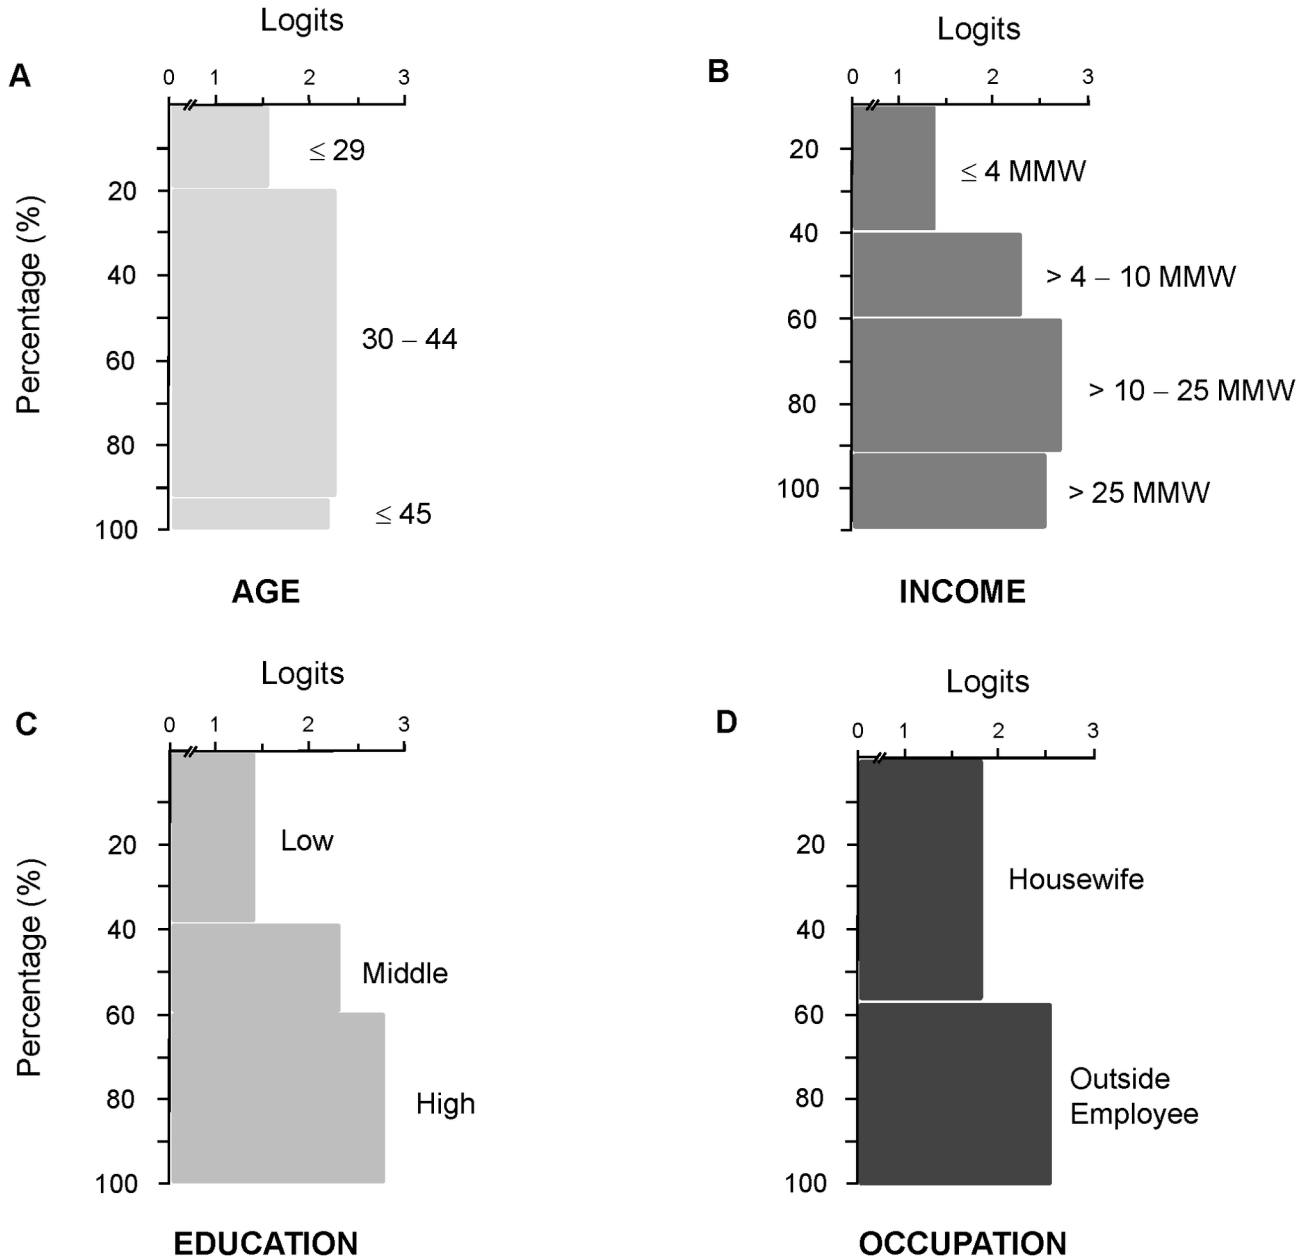 Logits
A
0 1 2 3
≤ 29
20
40
30 – 44
60
80
≤ 45
100
Percentage (%)
AGE
Logits
B
0 1 2 3
20
≤ 4 MMW
40
> 4 – 10 MMW
60
> 10 – 25 MMW
80
100
> 25 MMW
INCOME
Logits
C
0 1 2 3
20
Low
40
Middle
60
80
High
100
Percentage (%)
EDUCATION
Logits
D
0 1 2 3
20
Housewife
40
60
80
Outside
Employee
100
OCCUPATION